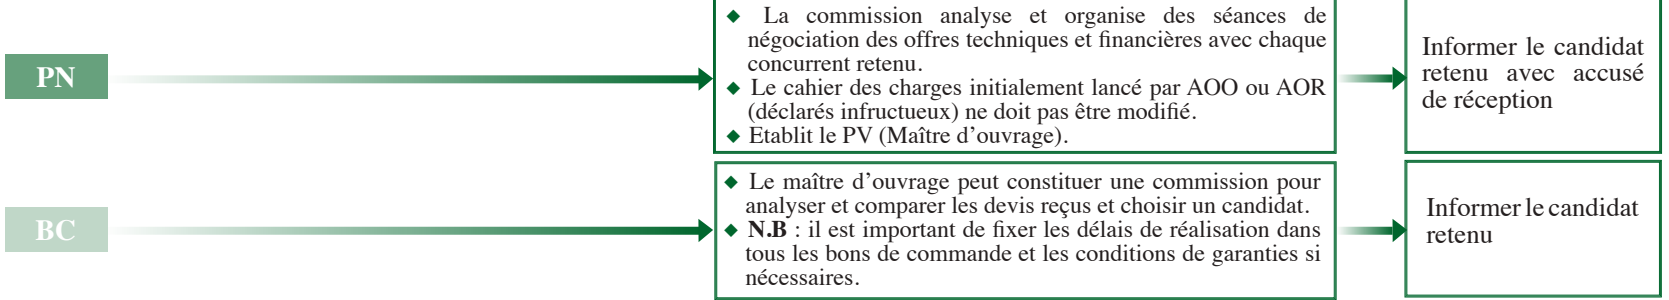 PN
◆ La commission analyse et organise des séances de
négociation des offres techniques et financières avec chaque
concurrent retenu.
◆ Le cahier des charges initialement lancé par AOO ou AOR
(déclarés infructueux) ne doit pas être modifié.
◆ Etablit le PV (Maître d’ouvrage).
Informer le candidat
retenu avec accusé
de réception
BC
◆ Le maître d’ouvrage peut constituer une commission pour
analyser et comparer les devis reçus et choisir un candidat.
◆ N.B : il est important de fixer les délais de réalisation dans
tous les bons de commande et les conditions de garanties si
nécessaires.
Informer le candidat
retenu